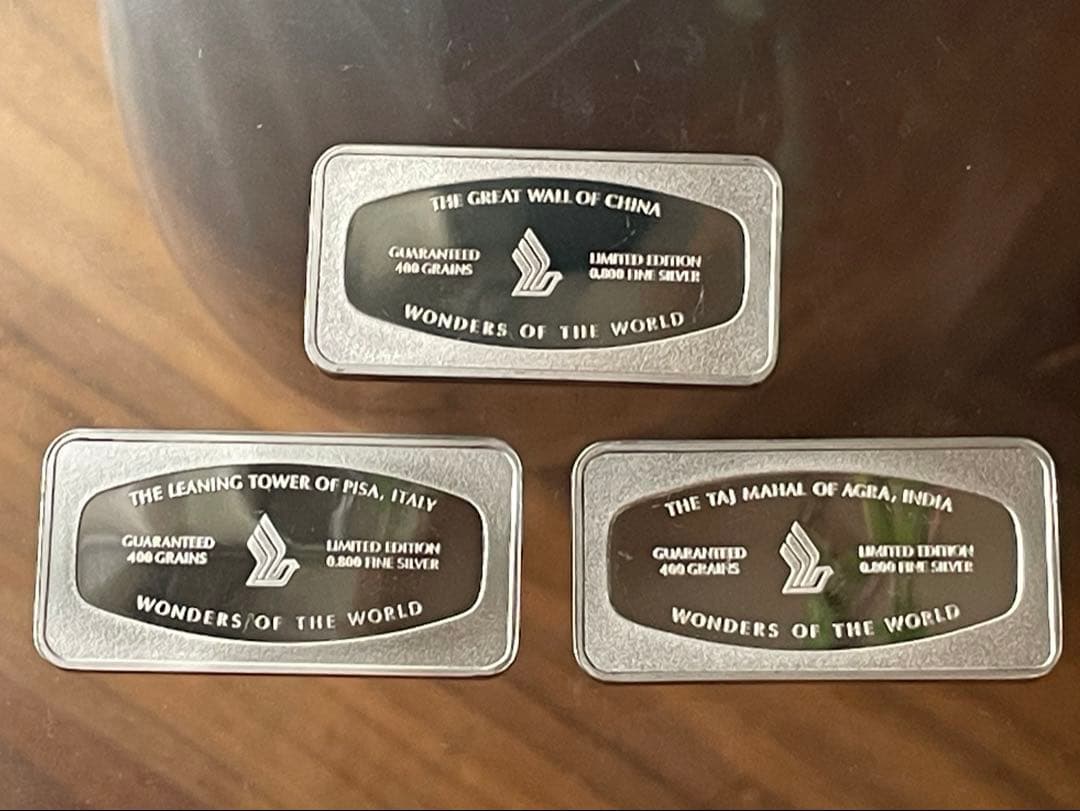 THE GREAT WALL OF CHINA
GUARANTEED
400 GRAINS
LIMITED EDITION
0.800 FINE SILVER
WONDERS OF THE WORLD
THE LEANING TOWER OF PISA, ITALY
GUARANTEED
400 GRAINS
LIMITED EDITION
0.800 FINE SILVER
WONDERS OF THE WORLD
THE TAJ MAHAL OF AGRA, INDIA
GUARANTEED
400 GRAINS
LIMITED EDITION
0.800 FINE SILVER
WONDERS OF THE WORLD